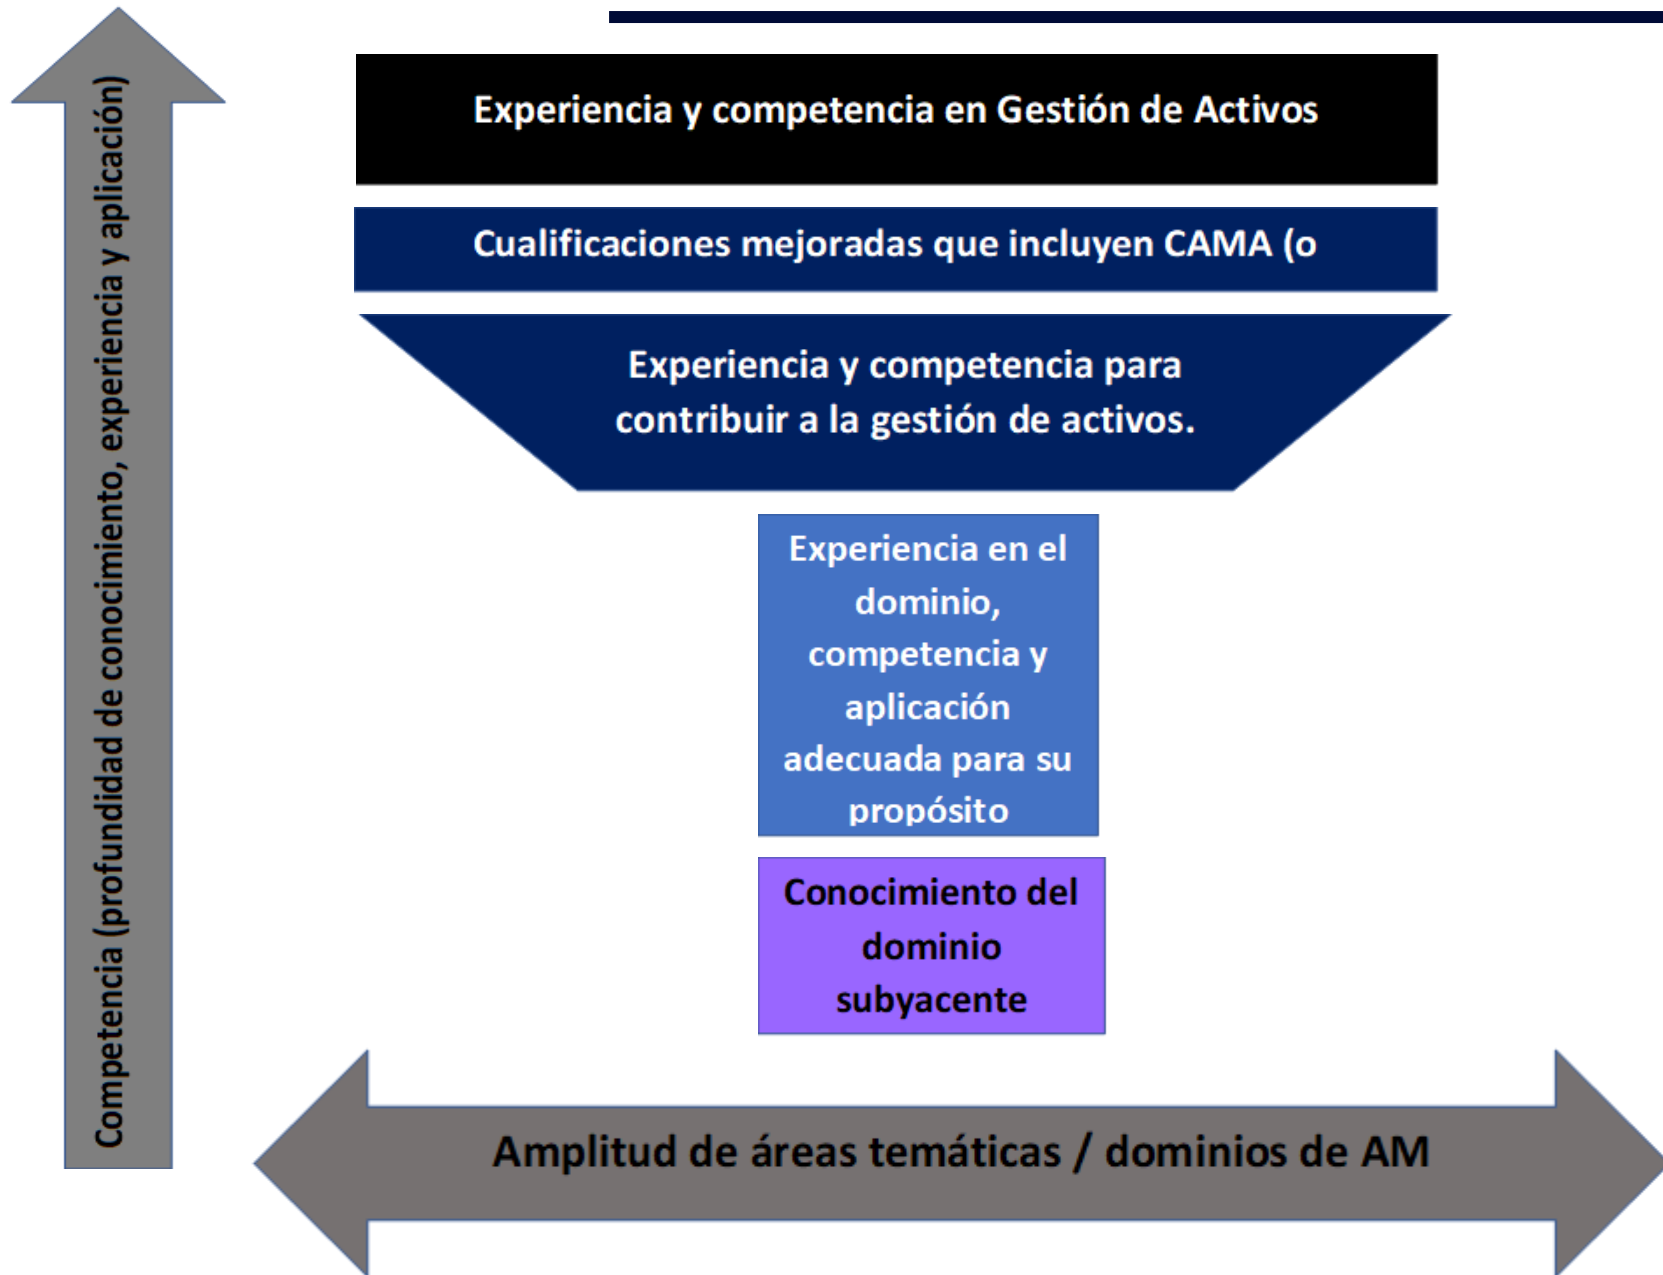 Competencia (profundidad de conocimiento, experiencia y aplicación)
Experiencia y competencia en Gestión de Activos
Cualificaciones mejoradas que incluyen CAMA (o
Experiencia y competencia para
contribuir a la gestión de activos.
Experiencia en el
dominio,
competencia y
aplicación
adecuada para su
propósito
Conocimiento del
dominio
subyacente
Amplitud de áreas temáticas / dominios de AM